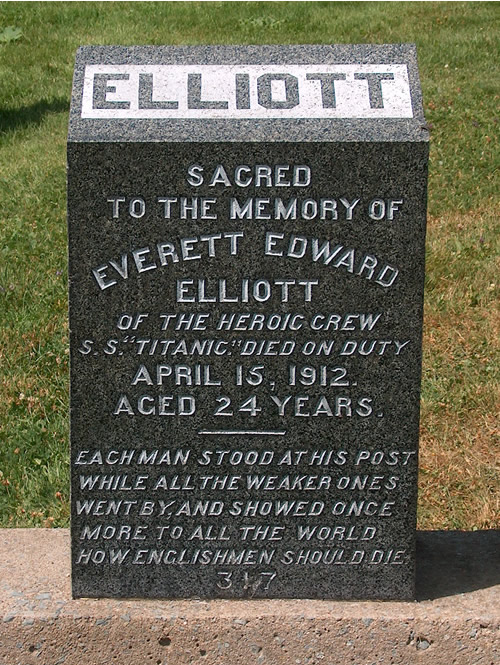 ELLIOTT
SACRED
TO THE MEMORY OF
EVERETT EDWARD
ELLIOTT
OF THE HEROIC CREW
S.S. "TITANIC." DIED ON DUTY
APRIL 15, 1912.
AGED 24 YEARS.
EACH MAN STOOD AT HIS POST
WHILE ALL THE WEAKER ONES
WENT BY, AND SHOWED ONCE
MORE TO ALL THE WORLD
HOW ENGLISHMEN SHOULD DIE.
317